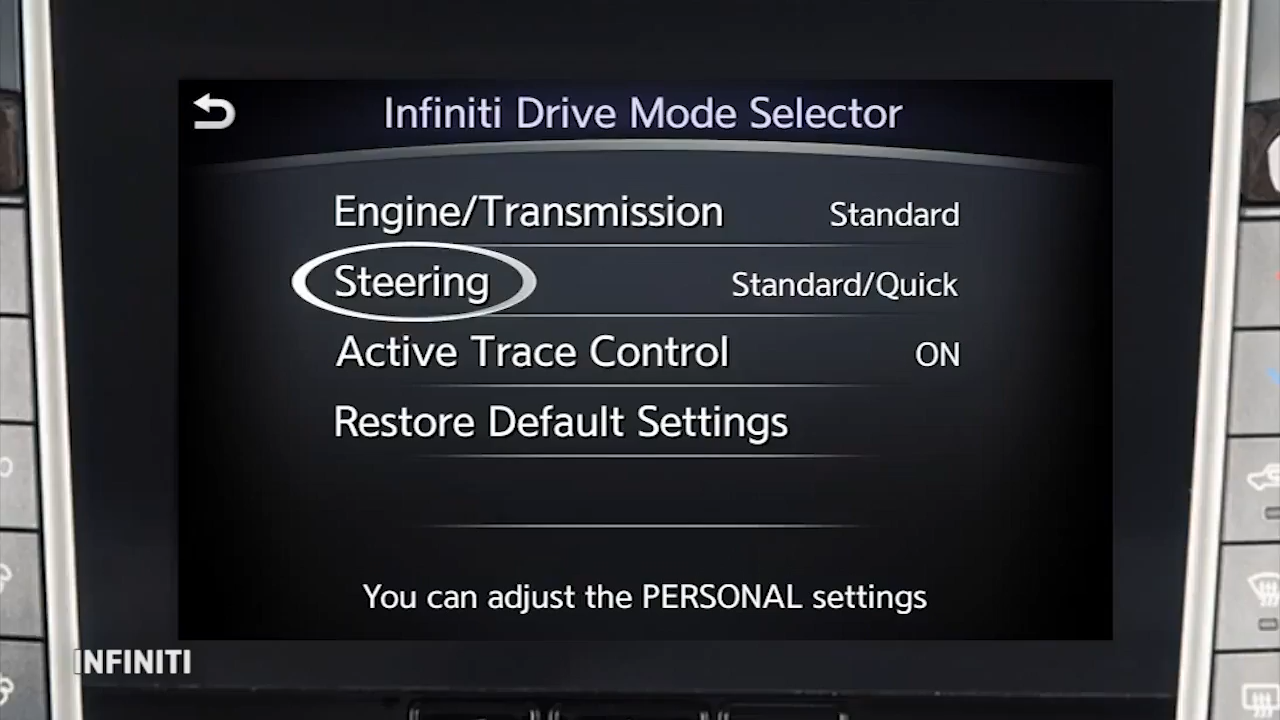 Infiniti Drive Mode Selector
Engine/Transmission Standard
Steering Standard/Quick
Active Trace Control ON
Restore Default Settings
You can adjust the PERSONAL settings
INFINITI